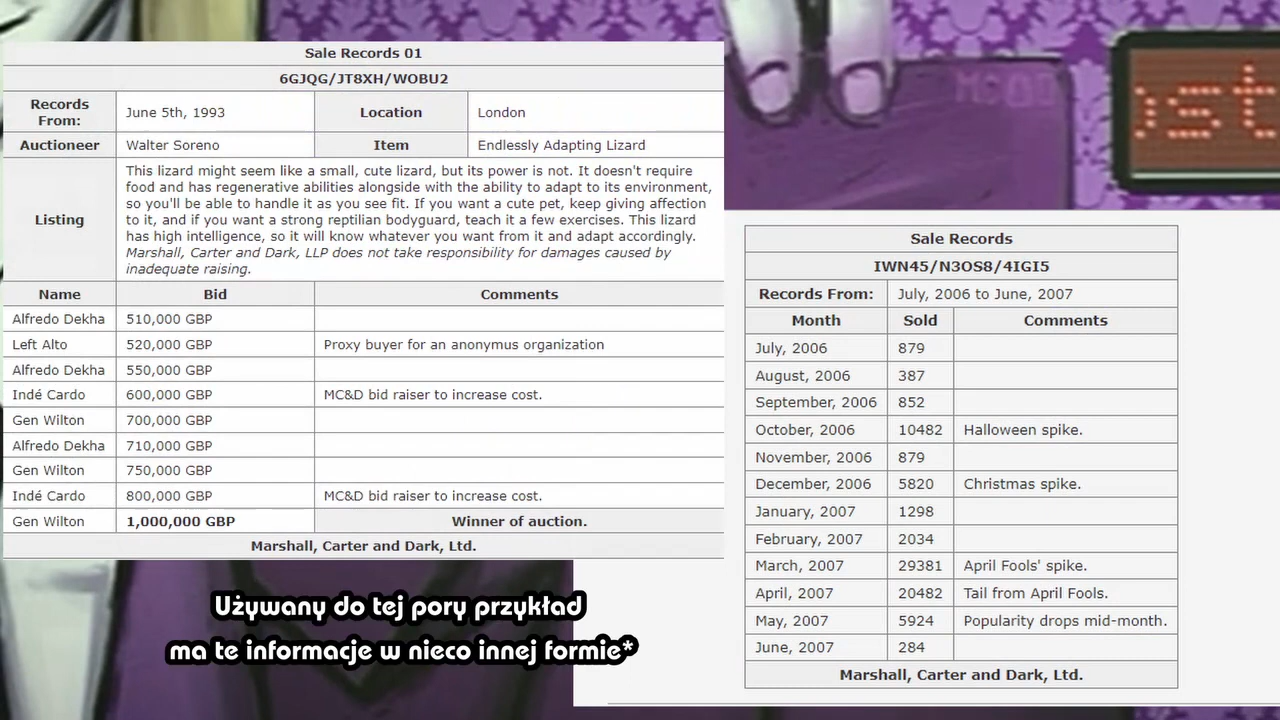 Sale Records 01
6GJQG/JT8XH/WOBU2
Records From: June 5th, 1993 Location London
Auctioneer Walter Soreno Item Endlessly Adapting Lizard
Listing
This lizard might seem like a small, cute lizard, but its power is not. It doesn't require
food and has regenerative abilities alongside with the ability to adapt to its environment,
so you'll be able to handle it as you see fit. If you want a cute pet, keep giving affection
to it, and if you want a strong reptilian bodyguard, teach it a few exercises. This lizard
has high intelligence, so it will know whatever you want from it and adapt accordingly.
Marshall, Carter and Dark, LLP does not take responsibility for damages caused by
inadequate raising.
Name Bid Comments
Alfredo Dekha 510,000 GBP
Left Alto 520,000 GBP Proxy buyer for an anonymus organization
Alfredo Dekha 550,000 GBP
Indé Cardo 600,000 GBP MC&D bid raiser to increase cost.
Gen Wilton 700,000 GBP
Alfredo Dekha 710,000 GBP
Gen Wilton 750,000 GBP
Indé Cardo 800,000 GBP MC&D bid raiser to increase cost.
Gen Wilton 1,000,000 GBP Winner of auction.
Marshall, Carter and Dark, Ltd.
Sale Records
IWN45/N3OS8/4IGI5
Records From: July, 2006 to June, 2007
Month Sold Comments
July, 2006 879
August, 2006 387
September, 2006 852
October, 2006 10482 Halloween spike.
November, 2006 879
December, 2006 5820 Christmas spike.
January, 2007 1298
February, 2007 2034
March, 2007 29381 April Fools' spike.
April, 2007 20482 Tail from April Fools.
May, 2007 5924 Popularity drops mid-month.
June, 2007 284
Marshall, Carter and Dark, Ltd.
Używany do tej pory przykład
ma te informacje w nieco innej formie*